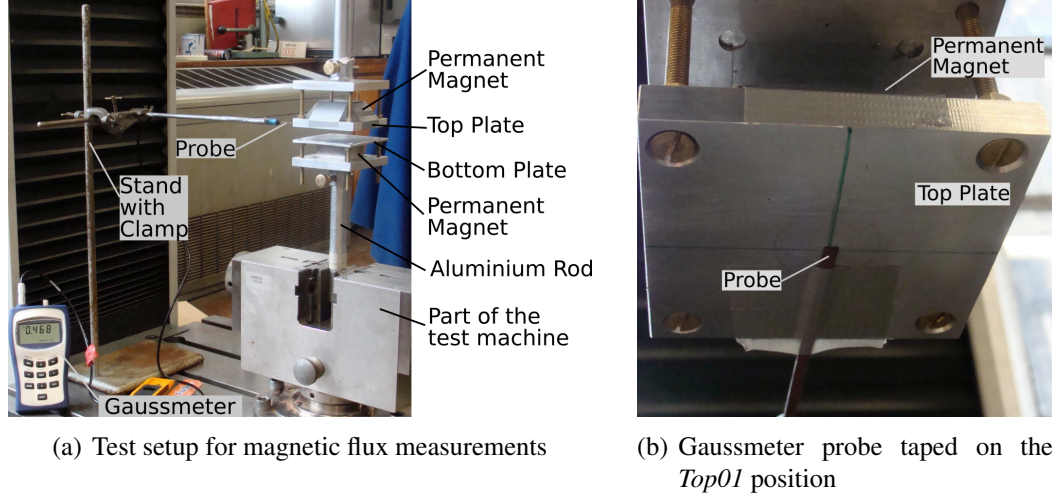 Permanent
Magnet
Top Plate
Probe
Bottom Plate
Stand
with
Clamp
Permanent
Magnet
Aluminium Rod
Part of the
test machine
0.468
Gaussmeter
(a) Test setup for magnetic flux measurements
Permanent
Magnet
Top Plate
Probe
(b) Gaussmeter probe taped on the
Top01 position